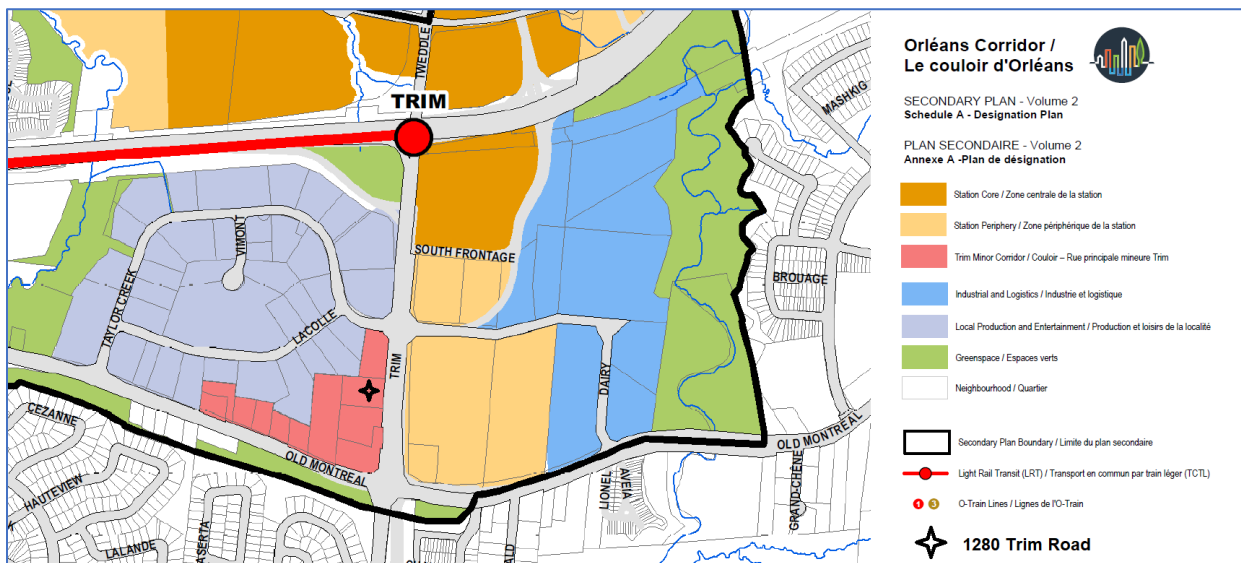 TWEDDLE
TRIM
MASHKIG
SOUTH FRONTAGE
VIMONT
TAYLOR CREEK
LACOLLE
TRIM
DAIRY
BROUAGE
CEZANNE
OLD MONTREAL
OLD MONTRÉAL
HAUTEVIEW
LALANDE
LIONEL
AVEIA
GRAND-CHÊNE
Orléans Corridor /
Le couloir d'Orléans
SECONDARY PLAN - Volume 2
Schedule A - Designation Plan
PLAN SECONDAIRE - Volume 2
Annexe A -Plan de désignation
Station Core / Zone centrale de la station
Station Periphery / Zone périphérique de la station
Trim Minor Corridor / Couloir – Rue principale mineure Trim
Industrial and Logistics / Industrie et logistique
Local Production and Entertainment / Production et loisirs de la localité
Greenspace / Espaces verts
Neighbourhood / Quartier
Secondary Plan Boundary / Limite du plan secondaire
Light Rail Transit (LRT) / Transport en commun par train léger (TCTL)
1 3 O-Train Lines / Lignes de l'O-Train
1280 Trim Road